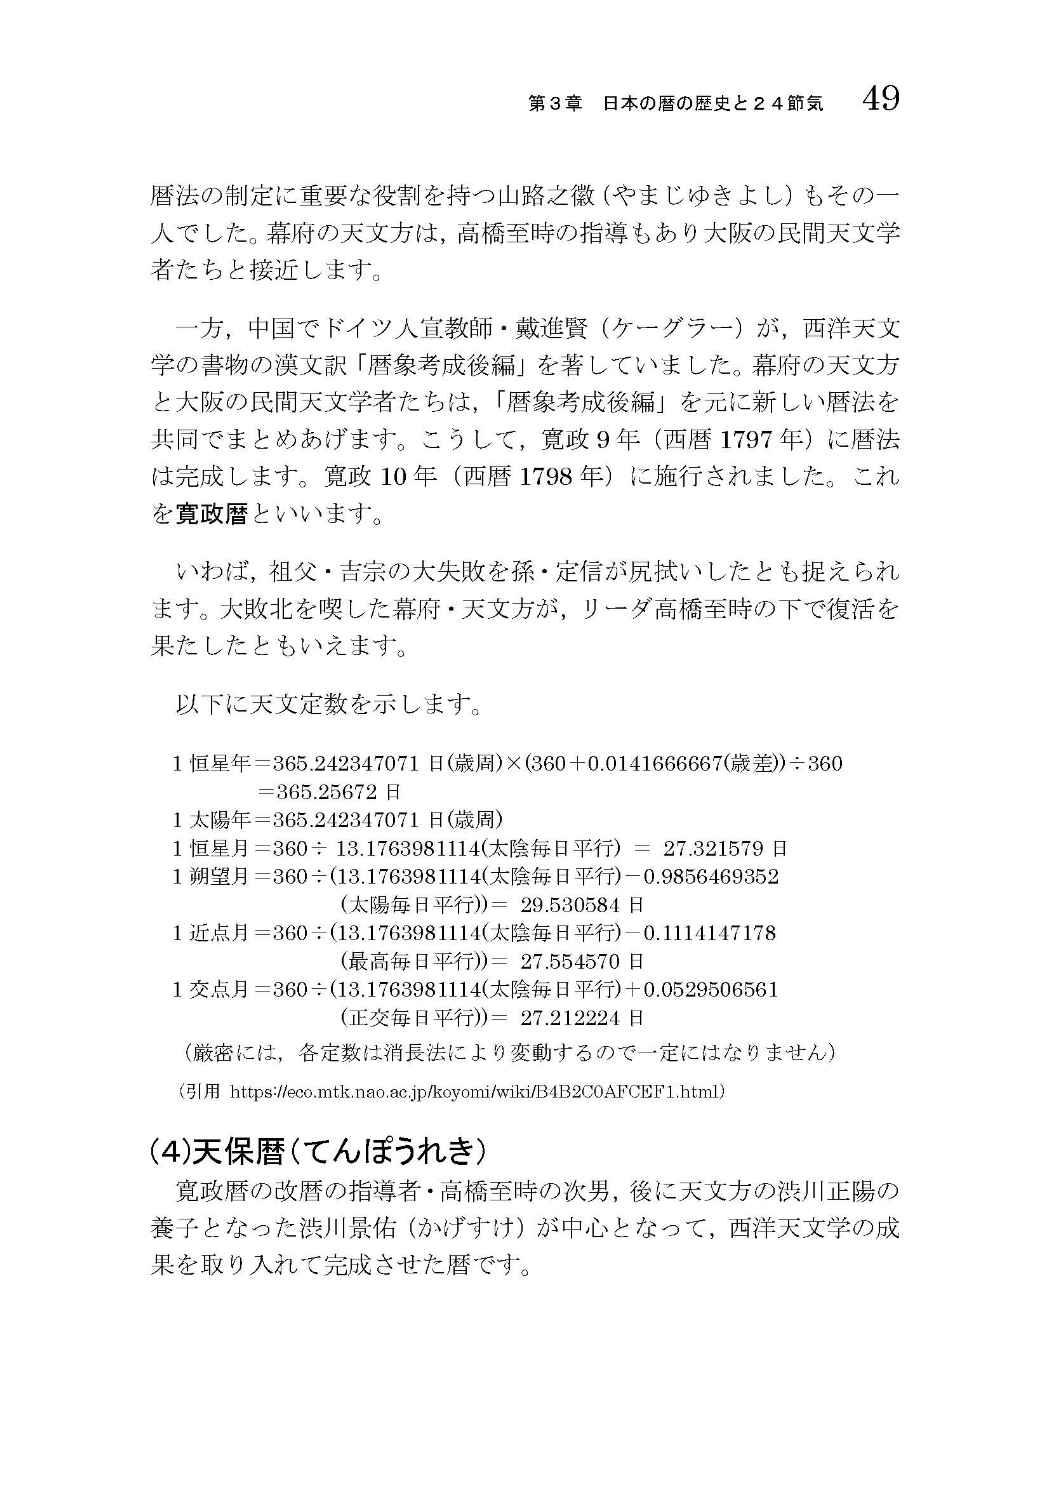 第３章　日本の暦の歴史と２４節気　49
暦法の制定に重要な役割を持つ山路之徽（やまじゆきよし）もその一
人でした。幕府の天文方は，高橋至時の指導もあり大阪の民間天文学
者たちと接近します。
一方，中国でドイツ人宣教師・戴進賢（ケーグラー）が，西洋天文
学の書物の漢文訳「暦象考成後編」を著していました。幕府の天文方
と大阪の民間天文学者たちは，「暦象考成後編」を元に新しい暦法を
共同でまとめあげます。こうして，寛政 9 年（西暦 1797 年）に暦法
は完成します。寛政 10 年（西暦 1798 年）に施行されました。これ
を寛政暦といいます。
いわば，祖父・吉宗の大失敗を孫・定信が尻拭いしたとも捉えられ
ます。大敗北を喫した幕府・天文方が，リーダ高橋至時の下で復活を
果たしたともいえます。
以下に天文定数を示します。
1 恒星年＝365.242347071 日(歳周)×(360＋0.0141666667(歳差))÷360
＝365.25672 日
1 太陽年＝365.242347071 日(歳周)
1 恒星月＝360÷ 13.1763981114(太陰毎日平行) ＝ 27.321579 日
1 朔望月＝360÷(13.1763981114(太陰毎日平行)－0.9856469352
(太陽毎日平行))＝ 29.530584 日
1 近点月＝360÷(13.1763981114(太陰毎日平行)－0.1114147178
(最高毎日平行))＝ 27.554570 日
1 交点月＝360÷(13.1763981114(太陰毎日平行)＋0.0529506561
(正交毎日平行))＝ 27.212224 日
（厳密には，各定数は消長法により変動するので一定にはなりません）
（引用 https://eco.mtk.nao.ac.jp/koyomi/wiki/B4B2C0AFCEF1.html）
(4)天保暦（てんぽうれき）
寛政暦の改暦の指導者・高橋至時の次男，後に天文方の渋川正陽の
養子となった渋川景佑（かげすけ）が中心となって，西洋天文学の成
果を取り入れて完成させた暦です。